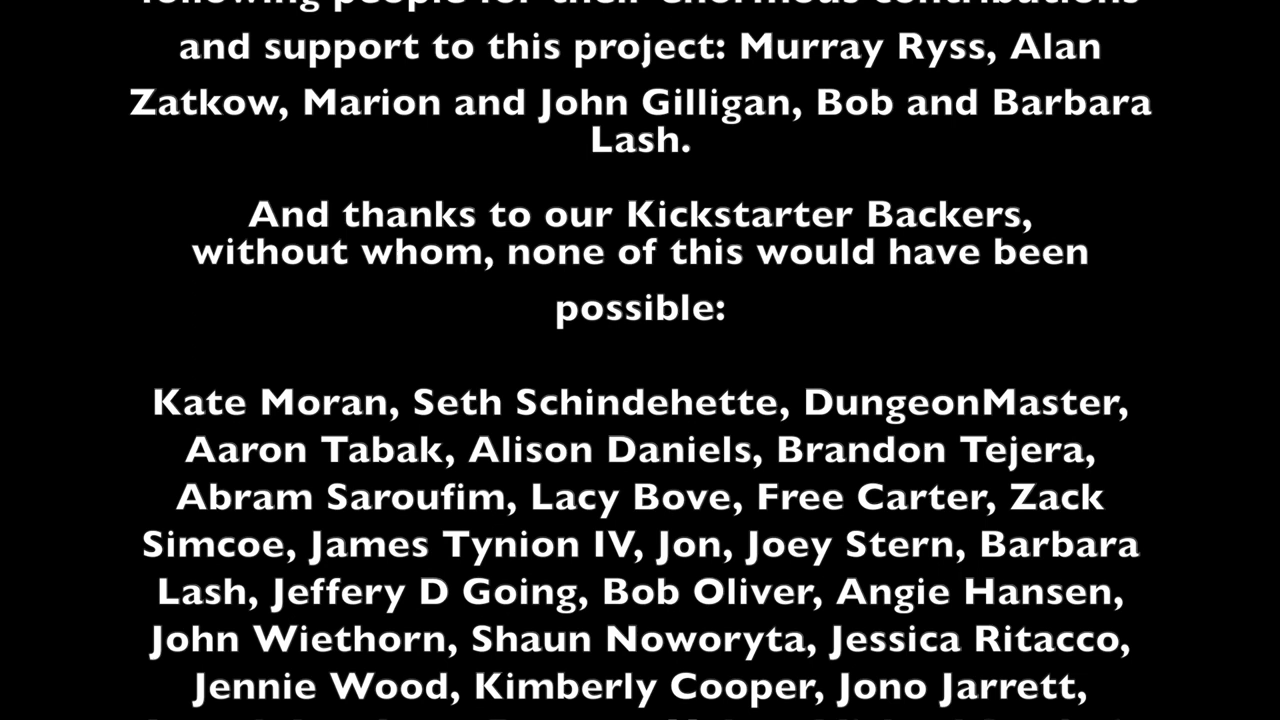 following people for their enormous contributions
and support to this project: Murray Ryss, Alan
Zatkow, Marion and John Gilligan, Bob and Barbara
Lash.
And thanks to our Kickstarter Backers,
without whom, none of this would have been
possible:
Kate Moran, Seth Schindehette, DungeonMaster,
Aaron Tabak, Alison Daniels, Brandon Tejera,
Abram Saroufim, Lacy Bove, Free Carter, Zack
Simcoe, James Tynion IV, Jon, Joey Stern, Barbara
Lash, Jeffery D Going, Bob Oliver, Angie Hansen,
John Wiethorn, Shaun Noworyta, Jessica Ritacco,
Jennie Wood, Kimberly Cooper, Jono Jarrett,